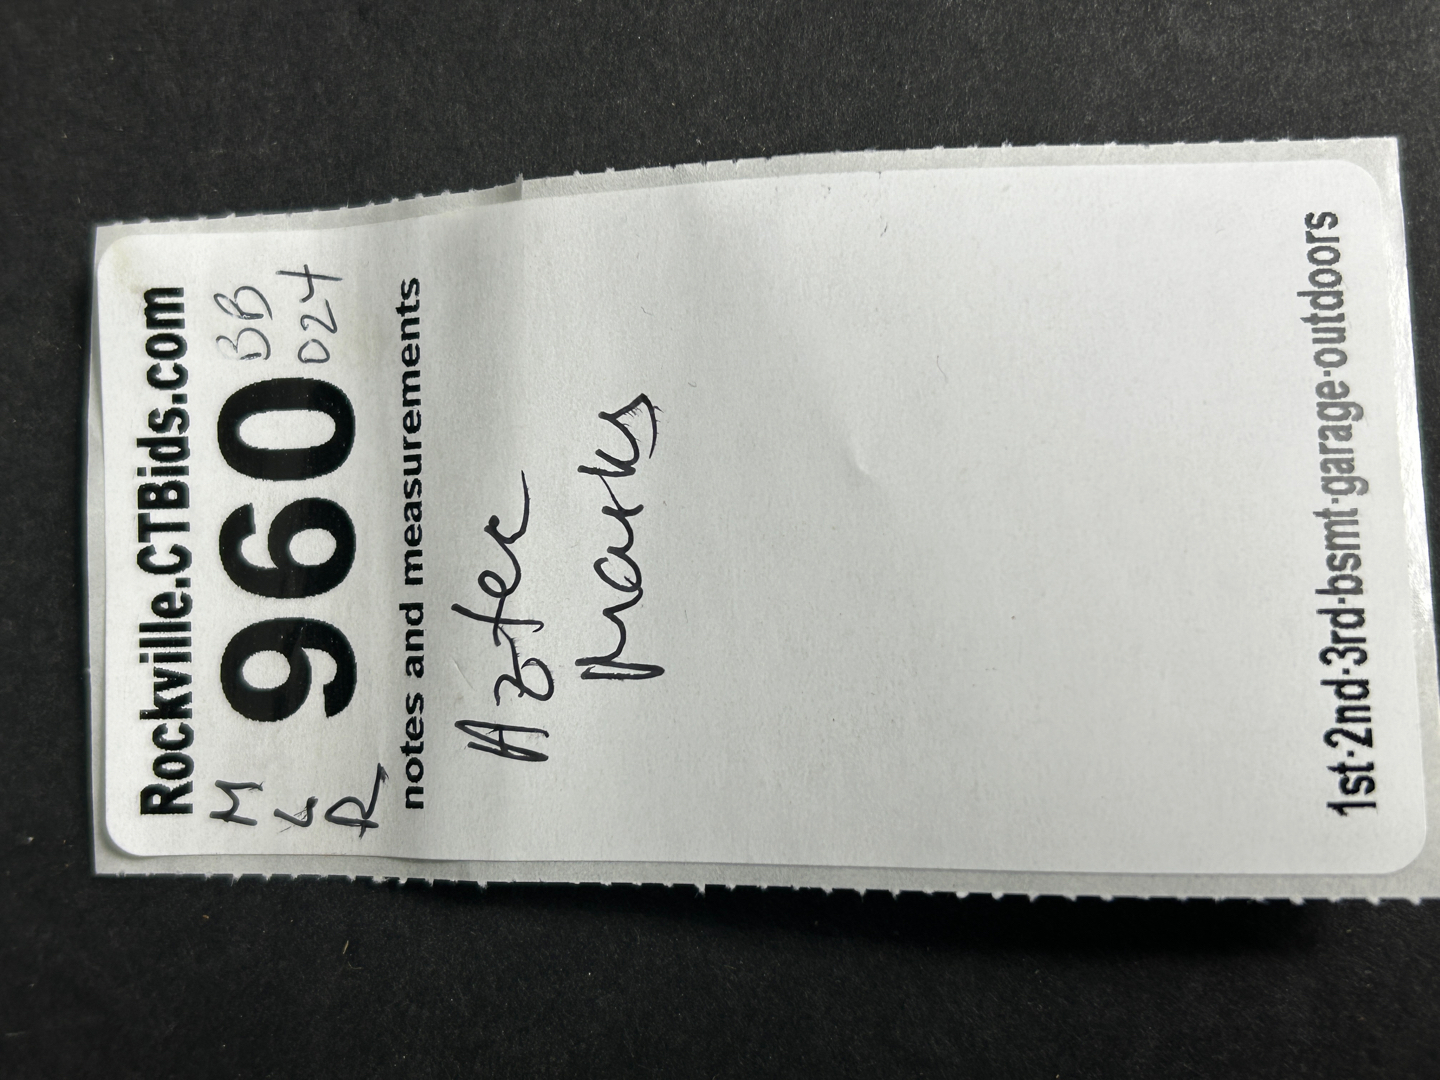 Rockville.CTBids.com
M
L
R
960
BB
024
notes and measurements
Aztec
marks
1st·2nd·3rd·bsmt·garage·outdoors